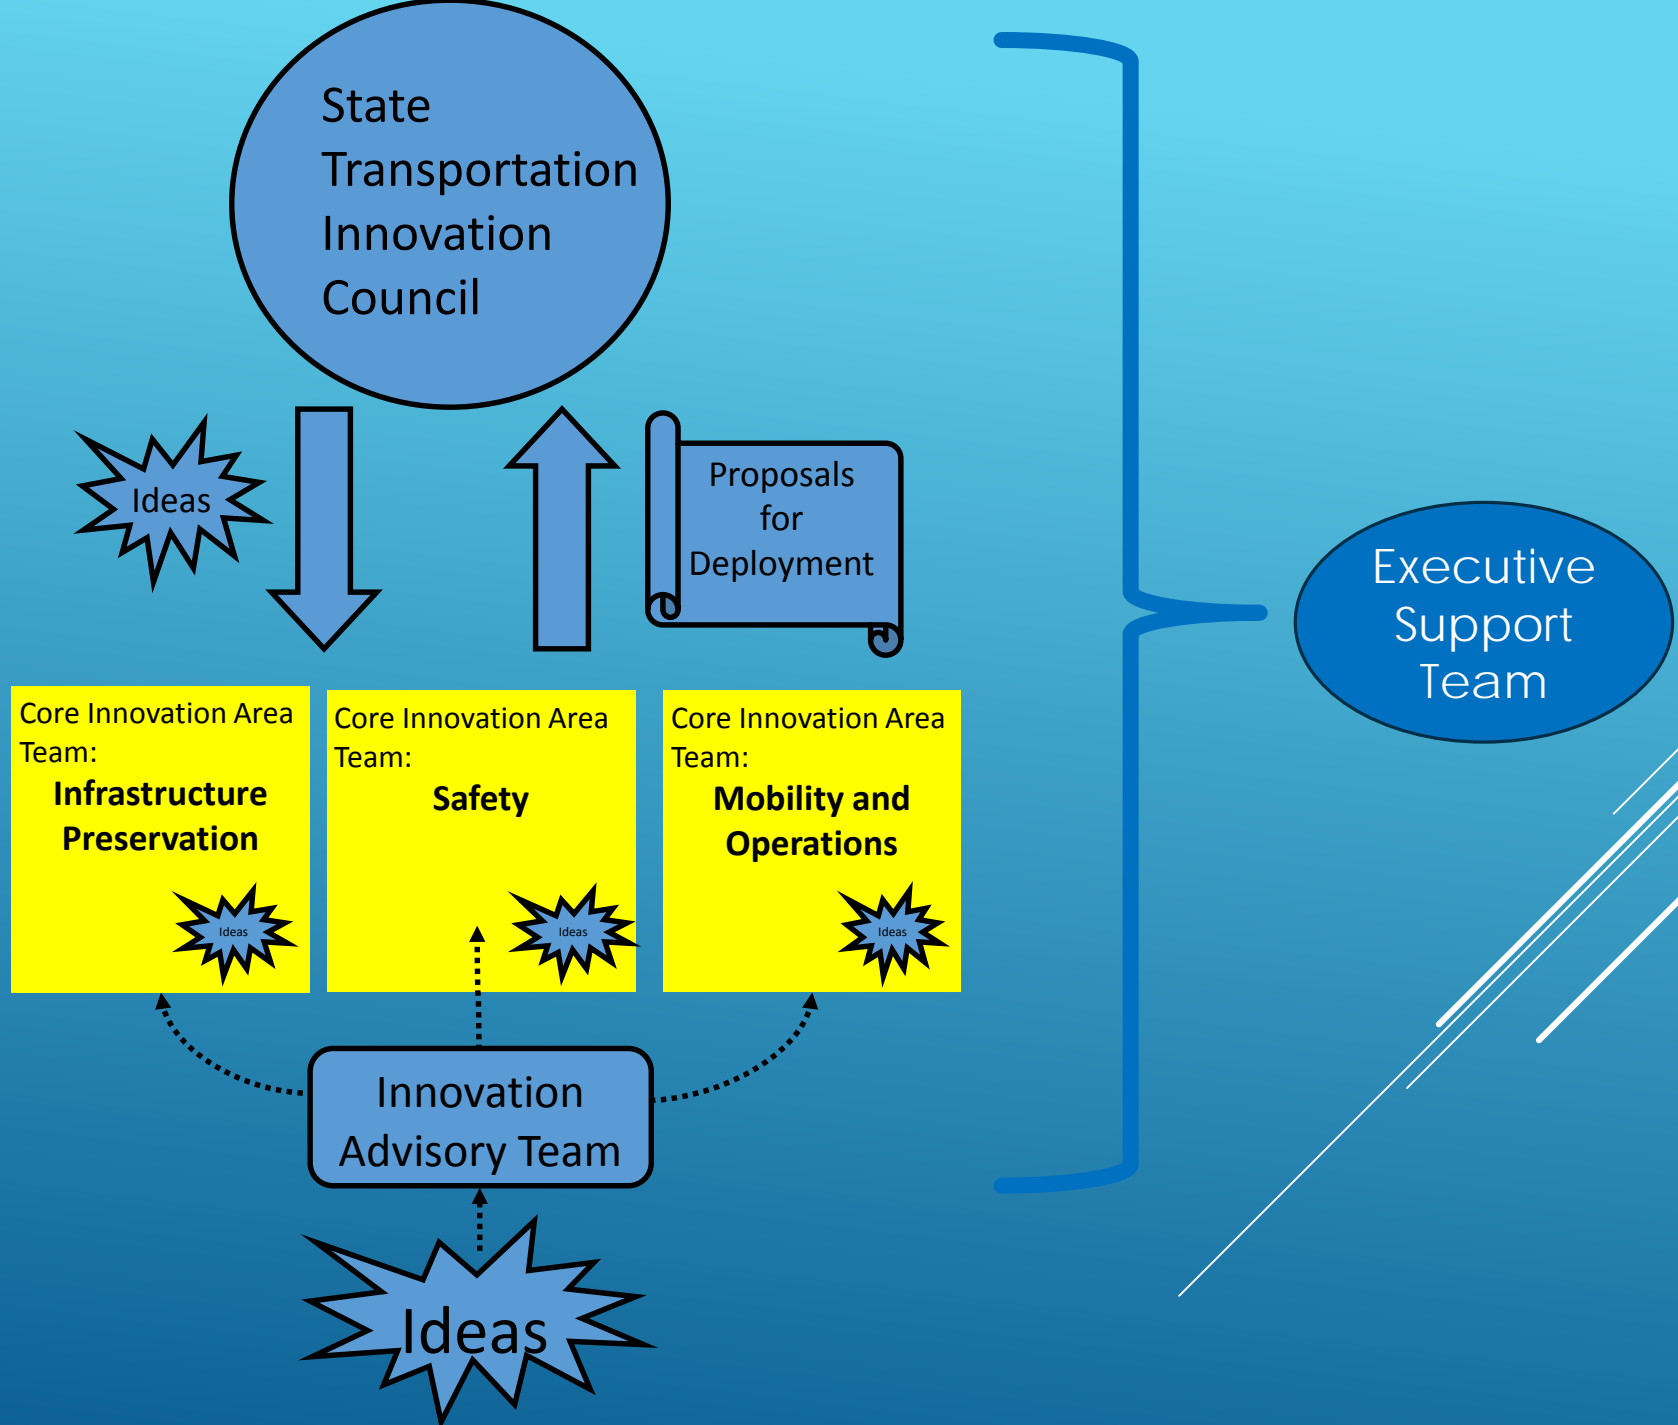 State
Transportation
Innovation
Council
Ideas
Proposals
for
Deployment
Core Innovation Area
Team:
Infrastructure
Preservation
Ideas
Core Innovation Area
Team:
Safety
Ideas
Core Innovation Area
Team:
Mobility and
Operations
Ideas
Innovation
Advisory Team
Ideas
Executive
Support
Team